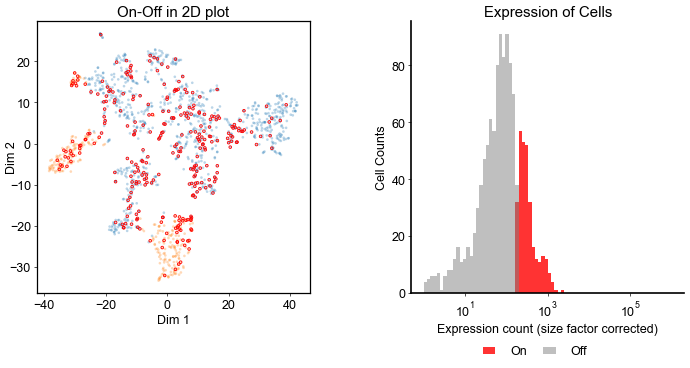 On-Off in 2D plot
Dim 2
20
10
0
−10
−20
−30
−40
−20
0
20
40
Dim 1
Expression of Cells
Cell Counts
80
60
40
20
0
10^1
10^3
10^5
Expression count (size factor corrected)
On
Off